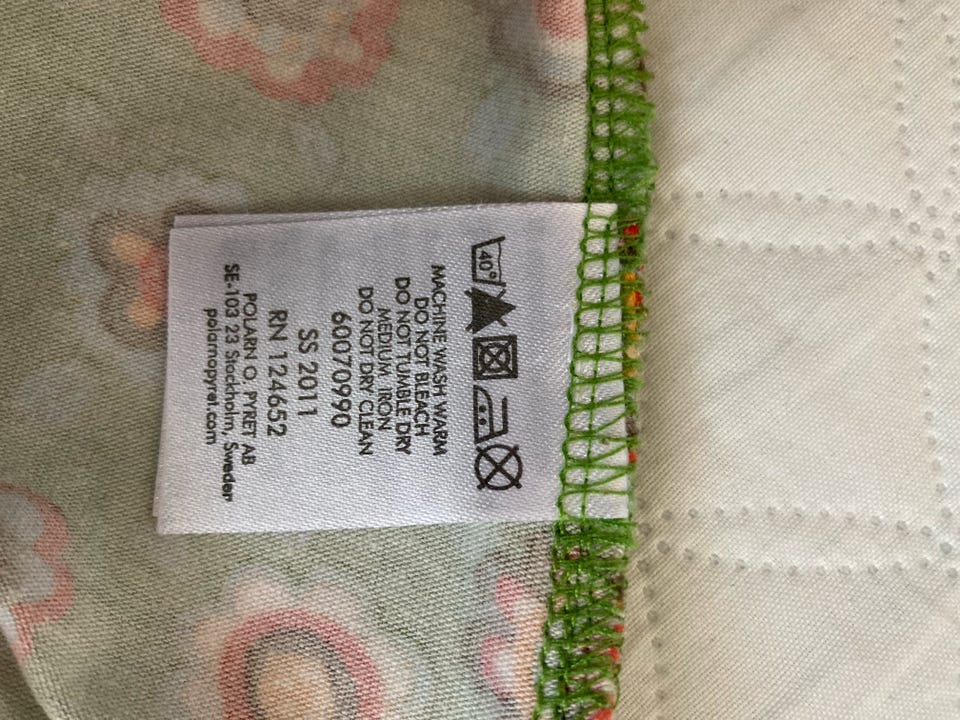 40°
MACHINE WASH WARM
DO NOT BLEACH
DO NOT TUMBLE DRY
MEDIUM IRON
DO NOT DRY CLEAN
60070990
SS 2011
RN 124652
POLARN O. PYRET AB
SE-103 23 Stockholm, Sweden
polarnopyret.com